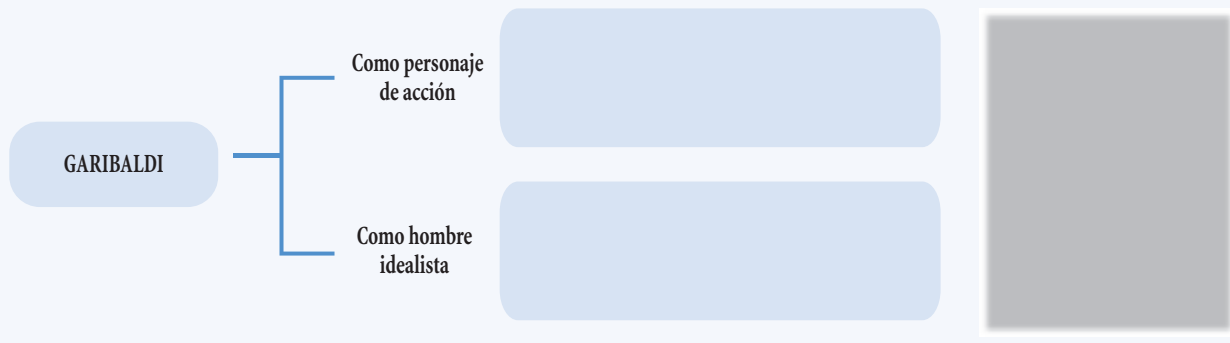 GARIBALDI
Como personaje
de acción
Como hombre
idealista